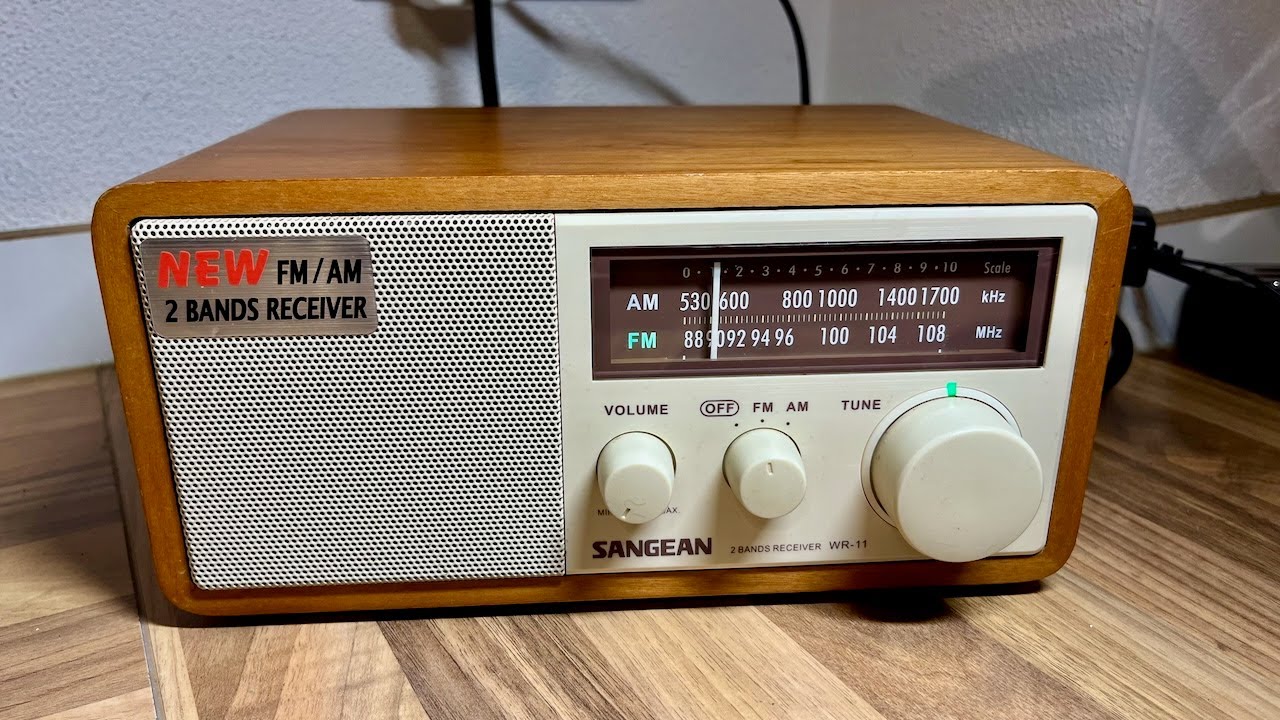 NEW FM/AM
2 BANDS RECEIVER
0 · 1 · 2 · 3 · 4 · 5 · 6 · 7 · 8 · 9 · 10 Scale
AM 530 600 800 1000 1400 1700 kHz
FM 88 90 92 94 96 100 104 108 MHz
VOLUME OFF FM AM TUNE
SANGEAN 2 BANDS RECEIVER WR-11